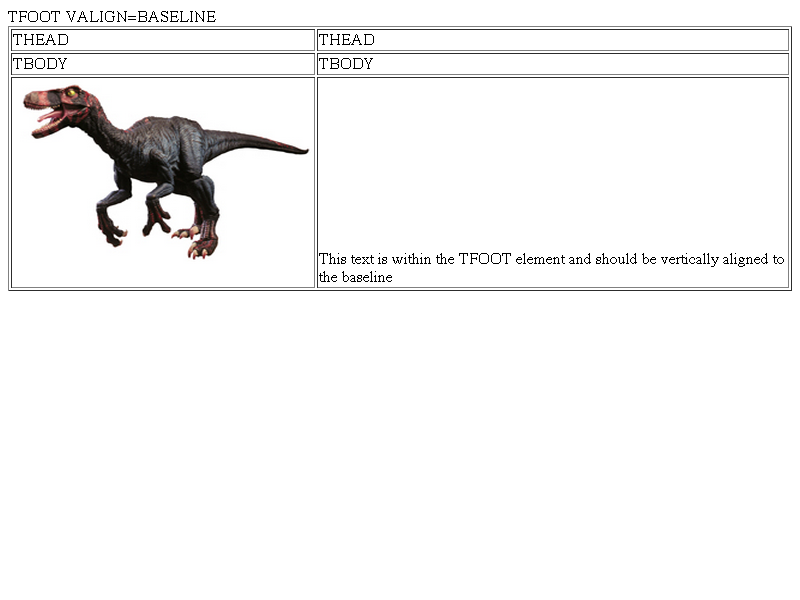 TFOOT VALIGN=BASELINE
THEAD THEAD
TBODY TBODY
This text is within the TFOOT element and should be vertically aligned to
the baseline